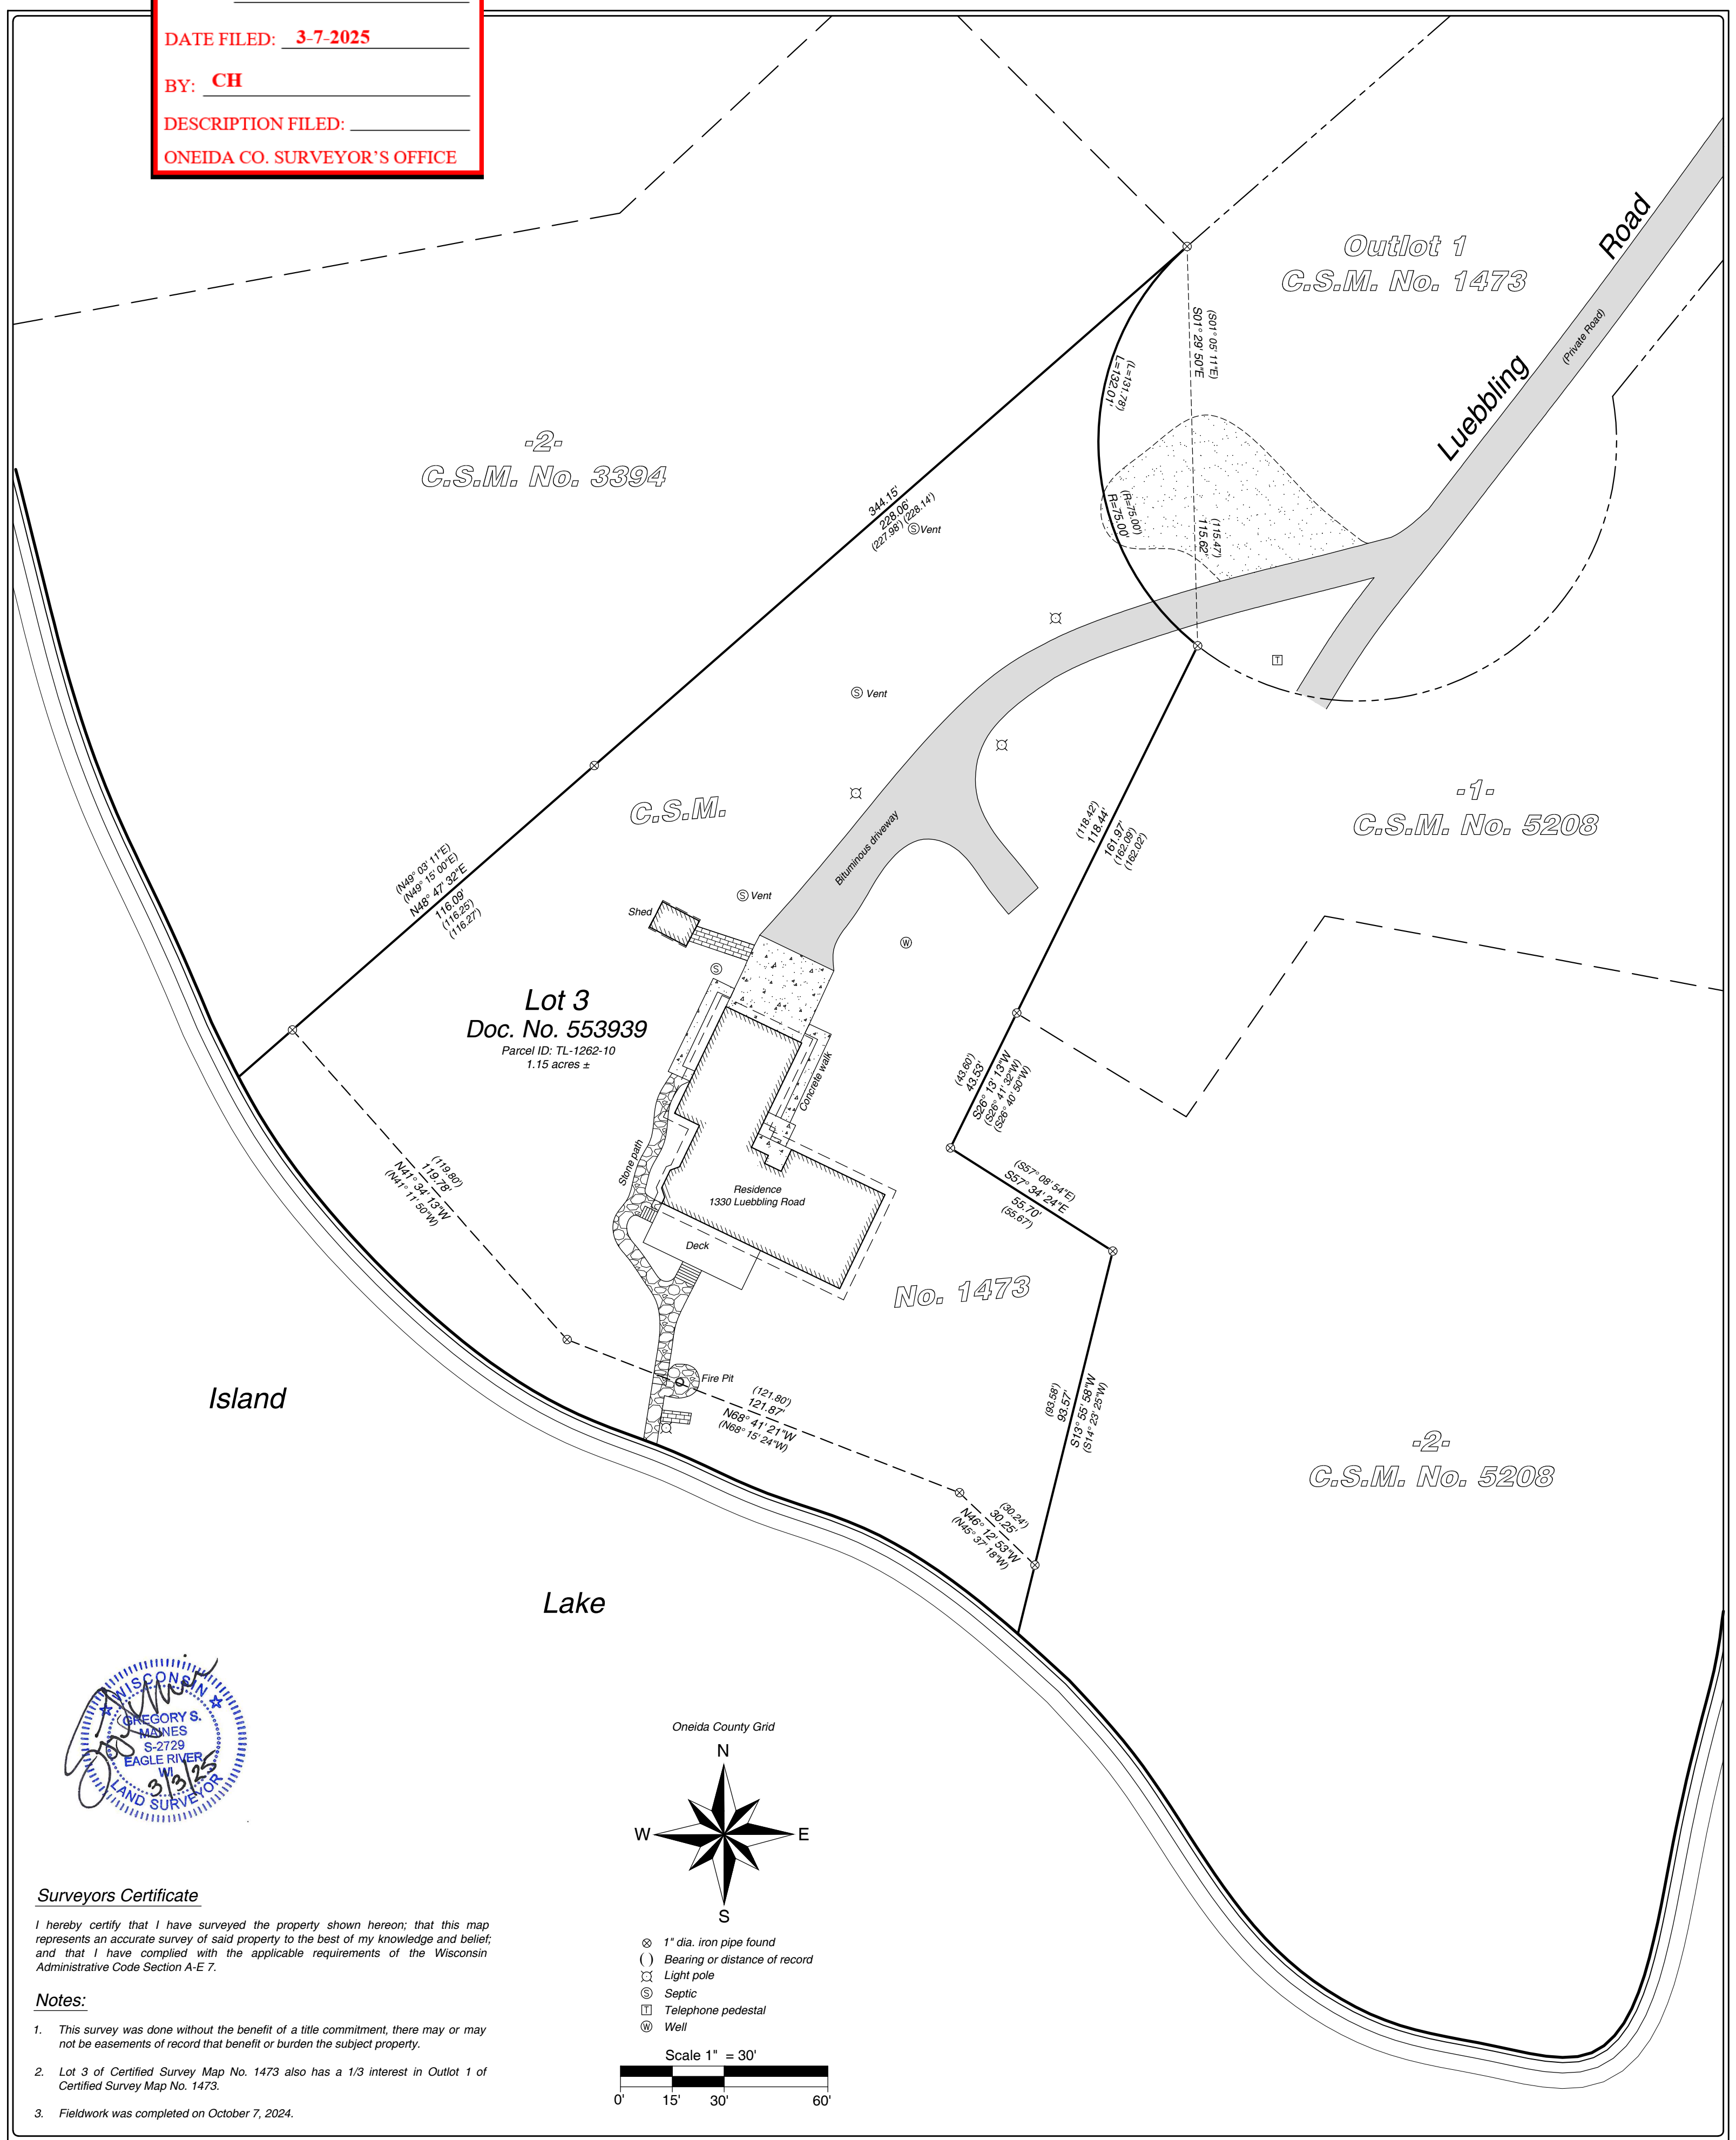 DATE FILED: 3-7-2025
BY: CH
DESCRIPTION FILED:
ONEIDA CO. SURVEYOR'S OFFICE
Outlot 1
C.S.M. No. 1473
Luebbling Road
(Private Road)
(S01° 05' 11"E)
S01° 29' 50"E
(L=131.78')
L=132.01'
(R=75.00')
R=75.00'
(115.47')
115.62'
-2-
C.S.M. No. 3394
344.15'
228.06'
(227.98') (228.14')
Ⓢ Vent
Ⓢ Vent
T
-1-
C.S.M. No. 5208
C.S.M.
(118.42')
118.44'
161.97'
(162.09')
(162.02')
Bituminous driveway
(N49° 03' 11"E)
(N49° 15' 00"E)
N48° 47' 32"E
116.09'
(116.25')
(116.27')
Ⓢ Vent
Shed
W
S
Lot 3
Doc. No. 553939
Parcel ID: TL-1262-10
1.15 acres ±
Concrete walk
(43.60')
43.53'
S26° 13' 13"W
(S26° 41' 32"W)
(S26° 40' 50"W)
Stone path
(119.80')
119.78'
N41° 34' 13"W
(N41° 11' 50"W)
Residence
1330 Luebbling Road
(S57° 08' 54"E)
S57° 34' 24"E
55.70'
(55.67')
Deck
No. 1473
Fire Pit
(121.80')
121.87'
N68° 41' 21"W
(N68° 15' 24"W)
(93.58')
93.57'
S13° 55' 58"W
(S14° 23' 25"W)
Island
-2-
C.S.M. No. 5208
(30.24')
30.25'
N46° 12' 53"W
(N45° 37' 18"W)
Lake
WISCONSIN
GREGORY S.
MAINES
S-2729
EAGLE RIVER,
WI
3/3/25
LAND SURVEYOR
Oneida County Grid
N
W E
S
Surveyors Certificate
I hereby certify that I have surveyed the property shown hereon; that this map
represents an accurate survey of said property to the best of my knowledge and belief;
and that I have complied with the applicable requirements of the Wisconsin
Administrative Code Section A-E 7.
Notes:
1. This survey was done without the benefit of a title commitment, there may or may
not be easements of record that benefit or burden the subject property.
2. Lot 3 of Certified Survey Map No. 1473 also has a 1/3 interest in Outlot 1 of
Certified Survey Map No. 1473.
3. Fieldwork was completed on October 7, 2024.
1" dia. iron pipe found
( ) Bearing or distance of record
Light pole
Ⓢ Septic
T Telephone pedestal
Ⓦ Well
Scale 1" = 30'
0' 15' 30' 60'